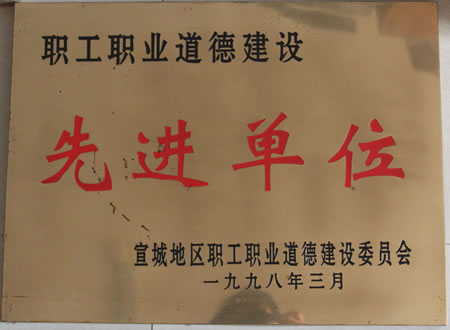 职工职业道德建设
先进单位
宣城地区职工职业道德建设委员会
一九九八年三月